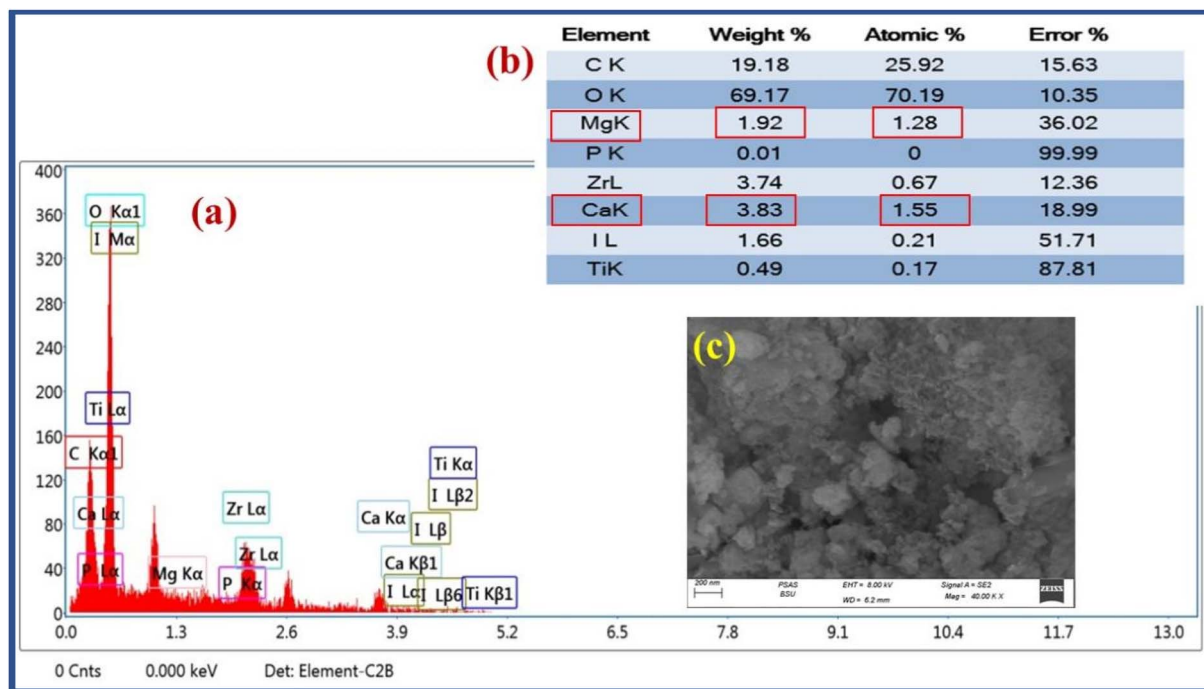 (b)
Element Weight % Atomic % Error %
C K 19.18 25.92 15.63
O K 69.17 70.19 10.35
MgK 1.92 1.28 36.02
P K 0.01 0 99.99
ZrL 3.74 0.67 12.36
CaK 3.83 1.55 18.99
I L 1.66 0.21 51.71
TiK 0.49 0.17 87.81
(a)
400
360
320
280
240
200
160
120
80
40
0
O Kα1
I Mα
Ti Lα
C Kα1
Ca Lα
P Lα
Mg Kα
Zr Lα
Zr Lα
P Kα
Ca Kα
Ti Kα
I Lβ2
I Lβ
Ca Kβ1
I Lα
I Lβ6
Ti Kβ1
0.0 1.3 2.6 3.9 5.2 6.5 7.8 9.1 10.4 11.7 13.0
0 Cnts 0.000 keV Det: Element-C2B
(c)
200 nm PSAS EHT = 8.00 kV Signal A = SE2
BSU WD = 6.2 mm Mag = 40.00 K X
ZEISS